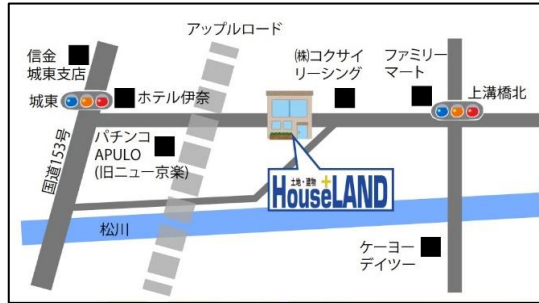 アップルロード
信金
城東支店
城東
ホテル伊奈
㈱コクサイ
リーシング
ファミリー
マート
上溝橋北
パチンコ
APULO
(旧ニュー京楽)
国道153号
土地・建物
House+LAND
松川
ケーヨー
デイツー